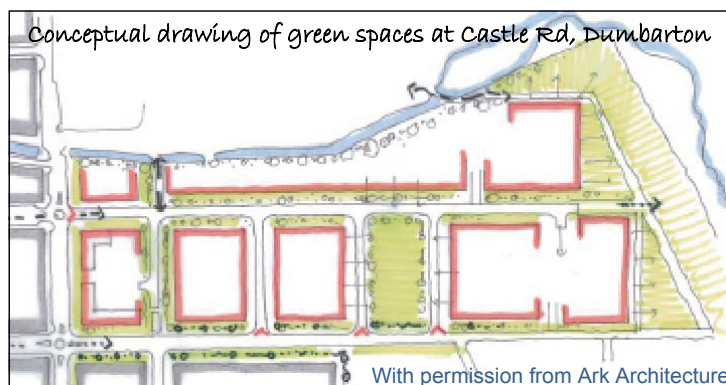 Conceptual drawing of green spaces at Castle Rd, Dumbarton
With permission from Ark Architecture